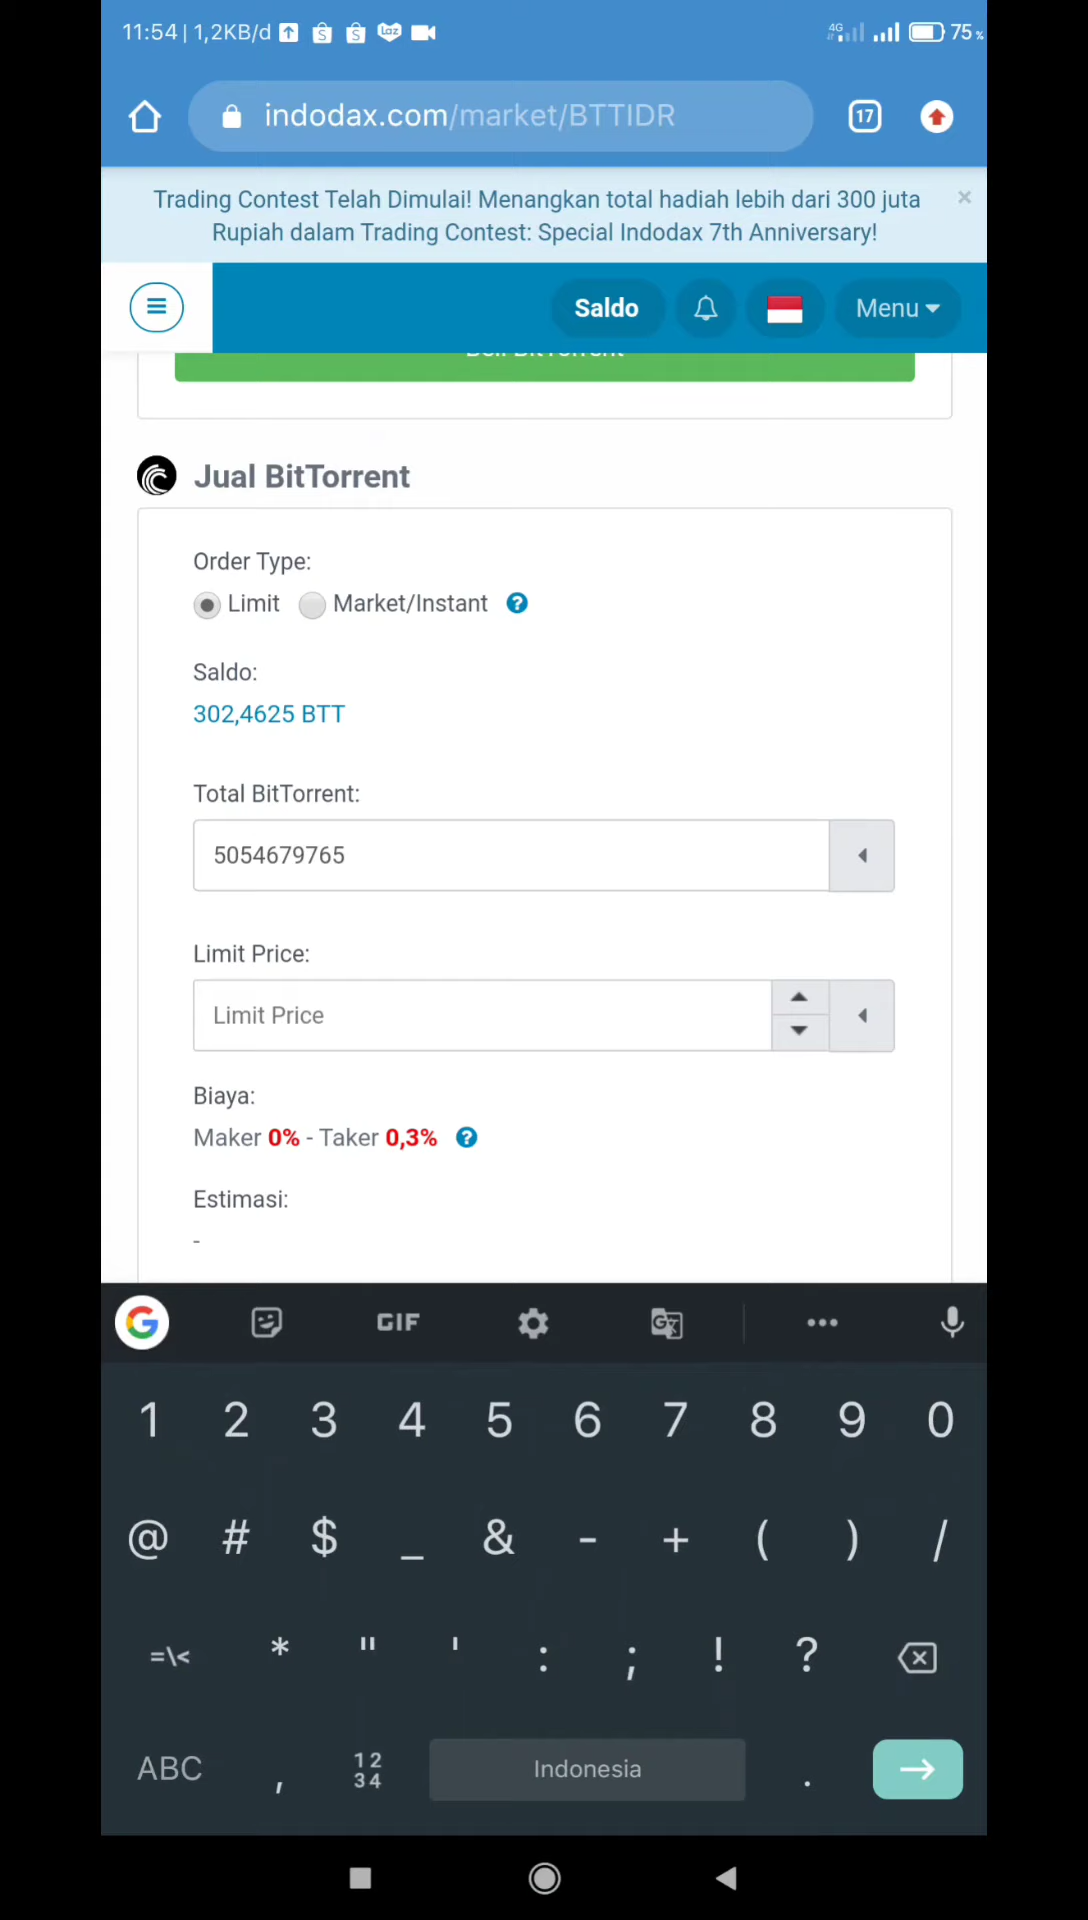 11:54 | 1,2KB/d
4G
75 %
indodax.com/market/BTTIDR
17
Trading Contest Telah Dimulai! Menangkan total hadiah lebih dari 300 juta
Rupiah dalam Trading Contest: Special Indodax 7th Anniversary!
×
Saldo
Menu
Jual BitTorrent
Order Type:
Limit
Market/Instant
?
Saldo:
302,4625 BTT
Total BitTorrent:
5054679765
Limit Price:
Limit Price
Biaya:
Maker 0% - Taker 0,3% ?
Estimasi:
-
G
GIF
1 2 3 4 5 6 7 8 9 0
@ # $ _ & - + ( ) /
=\< * " ' : ; ! ?
ABC , 12 Indonesia .
34